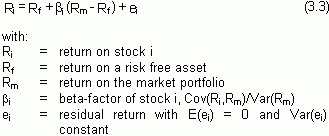 Ri = Rf + βi(Rm - Rf) + ei (3.3)
with:
Ri = return on stock i
Rf = return on a risk free asset
Rm = return on the market portfolio
βi = beta-factor of stock i, Cov(Ri,Rm)/Var(Rm)
ei = residual return with E(ei) = 0 and Var(ei)
constant